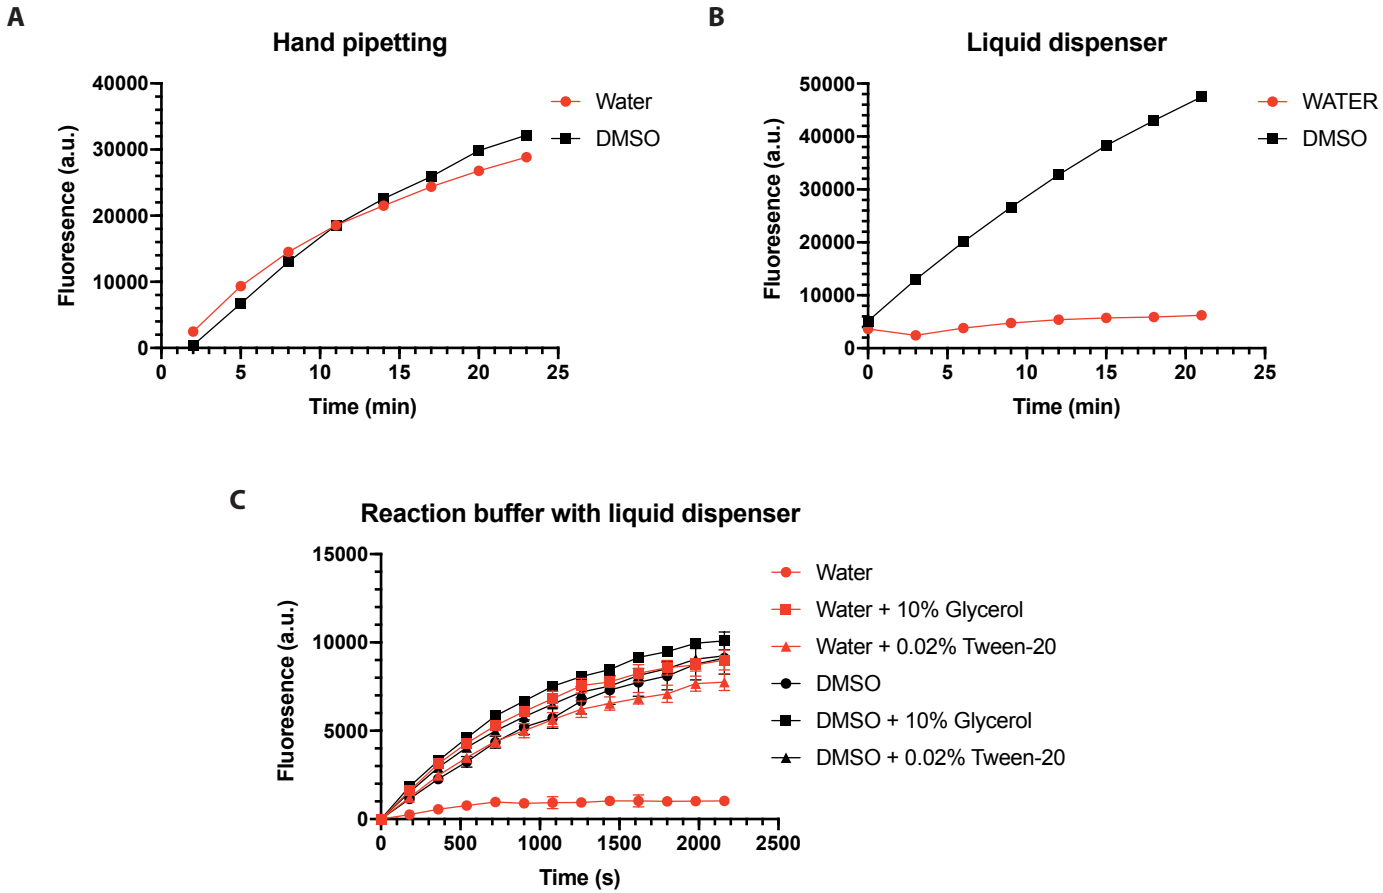 A
Hand pipetting
Fluoresence (a.u.)
40000
30000
20000
10000
0
0 5 10 15 20 25
Time (min)
Water
DMSO
B
Liquid dispenser
Fluoresence (a.u.)
50000
40000
30000
20000
10000
0
0 5 10 15 20 25
Time (min)
WATER
DMSO
C
Reaction buffer with liquid dispenser
Fluoresence (a.u.)
15000
10000
5000
0
0 500 1000 1500 2000 2500
Time (s)
Water
Water + 10% Glycerol
Water + 0.02% Tween-20
DMSO
DMSO + 10% Glycerol
DMSO + 0.02% Tween-20